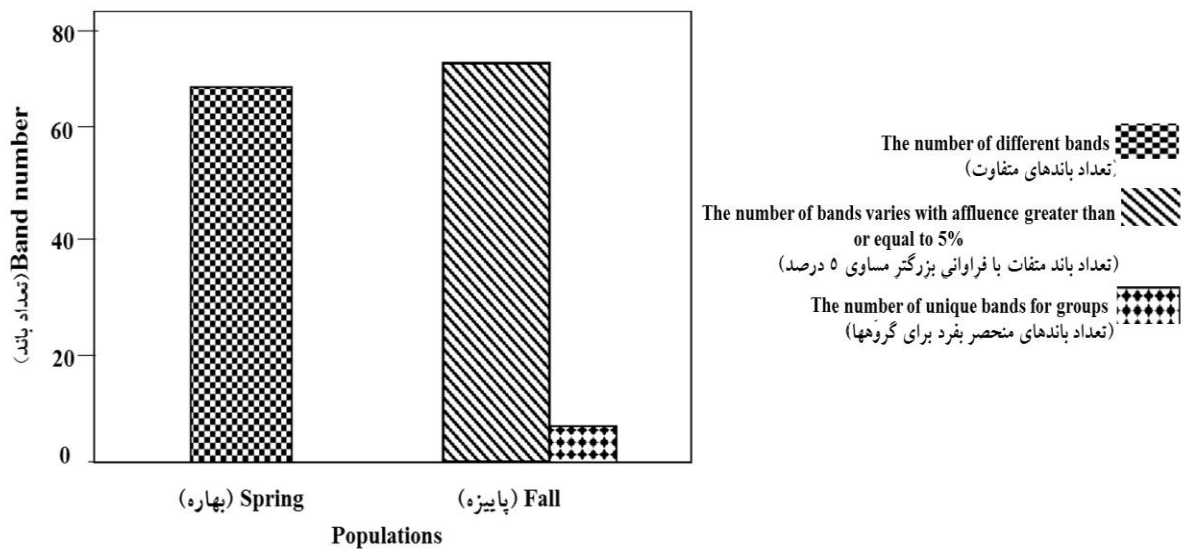 80
60
40
20
0
Band number (تعداد باند)
Spring (بهاره)
Fall (پاییزه)
Populations
The number of different bands
(تعداد باندهای متفاوت)
The number of bands varies with affluence greater than
or equal to 5%
(تعداد باند متفات با فراوانی بزرگتر مساوی ۵ درصد)
The number of unique bands for groups
(تعداد باندهای منحصر بفرد برای گروهها)